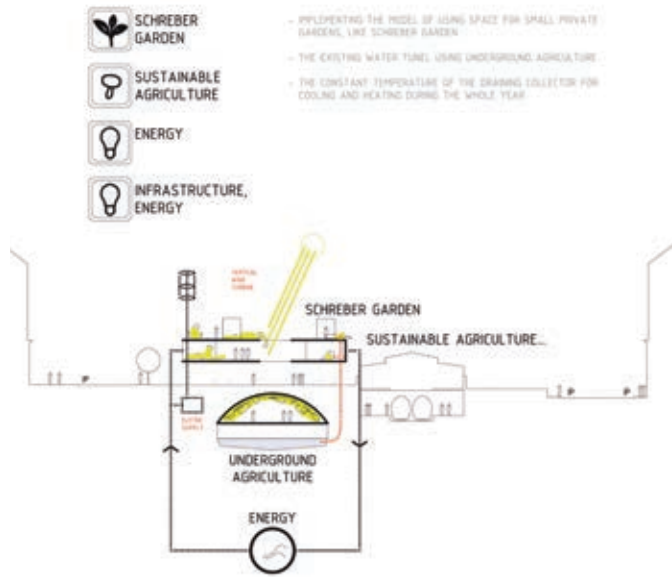 SCHREBER
GARDEN
SUSTAINABLE
AGRICULTURE
ENERGY
INFRASTRUCTURE,
ENERGY
- IMPLEMENTING THE MODEL OF USING SPACE FOR SMALL PRIVATE
GARDENS, LIKE SCHREBER GARDEN
- THE EXISTING WATER TUNEL USING UNDERGROUND AGRICULTURE
- THE CONSTANT TEMPERATURE OF THE DRAINING COLLECTOR FOR
COOLING AND HEATING DURING THE WHOLE YEAR
VERTICAL
WIND
SCHREBER GARDEN
SUSTAINABLE AGRICULTURE...
P
P
P
SUPPLY
UNDERGROUND
AGRICULTURE
ENERGY